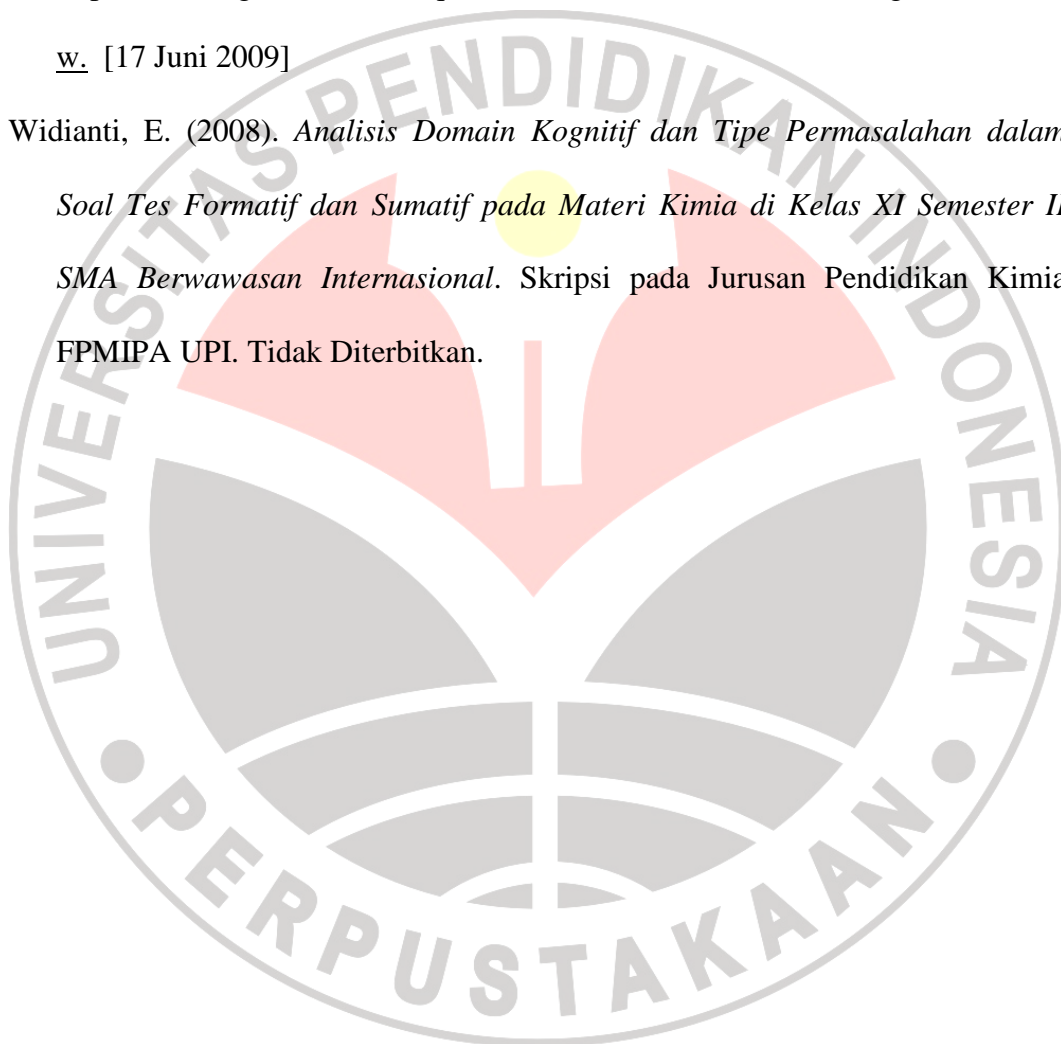 w. [17 Juni 2009]
Widianti, E. (2008). Analisis Domain Kognitif dan Tipe Permasalahan dalam
Soal Tes Formatif dan Sumatif pada Materi Kimia di Kelas XI Semester II
SMA Berwawasan Internasional. Skripsi pada Jurusan Pendidikan Kimia
FPMIPA UPI. Tidak Diterbitkan.
UNIVERSITAS PENDIDIKAN INDONESIA
PERPUSTAKAAN